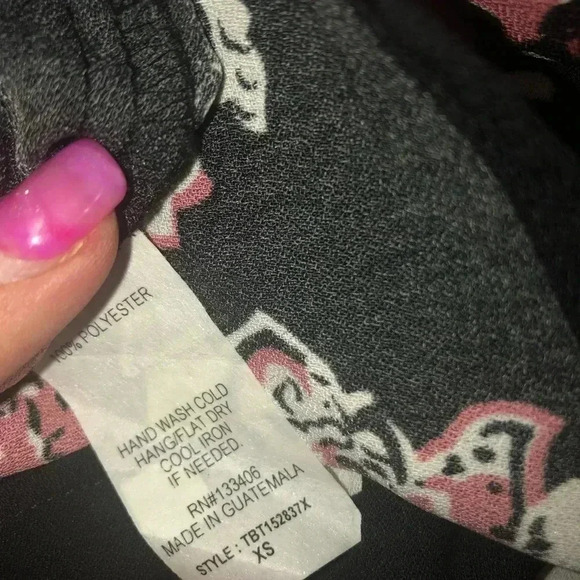 100% POLYESTER
HAND WASH COLD
HANG/FLAT DRY
COOL IRON
IF NEEDED.
RN#133406
MADE IN GUATEMALA
STYLE : TBT152837X
XS